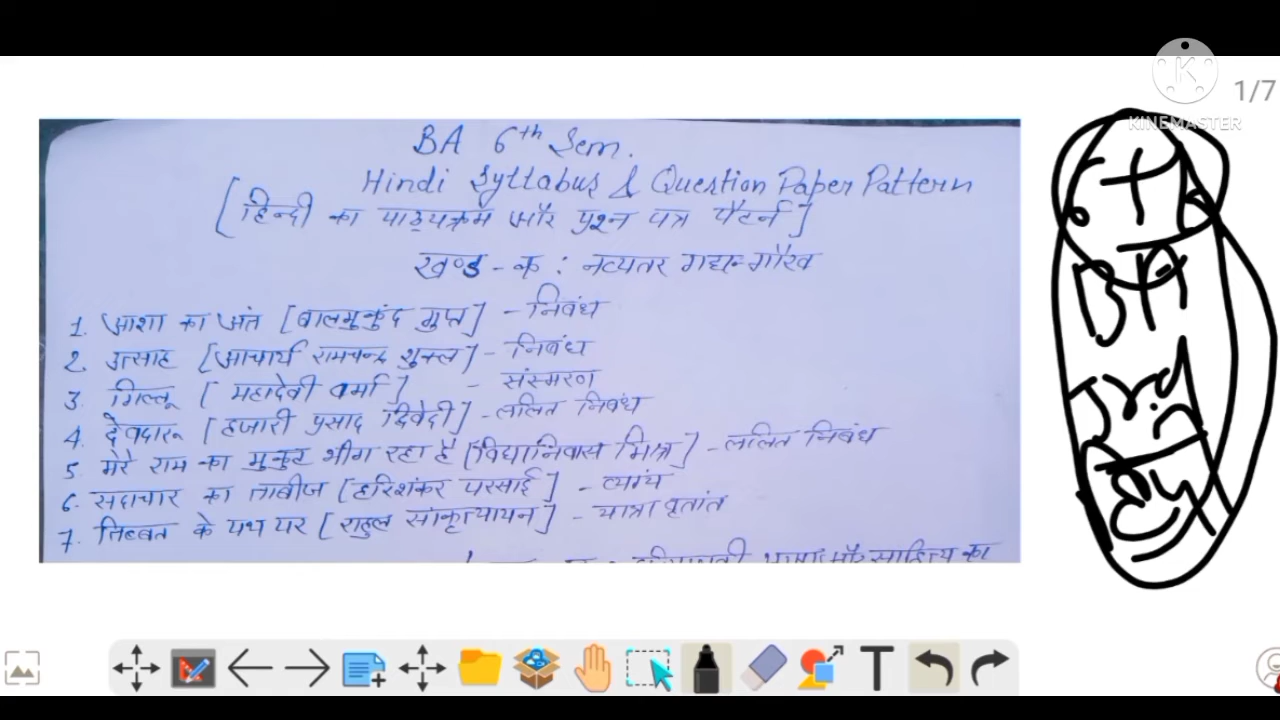 1/7
KINEMASTER
BA 6th Sem.
Hindi Syllabus & Question Paper Pattern
[हिन्दी का पाठ्यक्रम और प्रश्न पत्र पैटर्न]
खण्ड - क : नव्यतर गद्य-गौरव
1. आशा का अंत [बालमुकुंद गुप्त] - निबंध
2. उत्साह [आचार्य रामचन्द्र शुक्ल] - निबंध
3. गिल्लू [महादेवी वर्मा] - संस्मरण
4. देवदारू [हजारी प्रसाद द्विवेदी] - ललित निबंध
5. मेरे राम का मुकुट भीग रहा है [विद्यानिवास मिश्र] - ललित निबंध
6. सदाचार का ताबीज [हरिशंकर परसाई] - व्यंग्य
7. तिब्बत के पथ पर [राहुल सांकृत्यायन] - यात्रा वृतांत
भाषा और साहित्य का
T